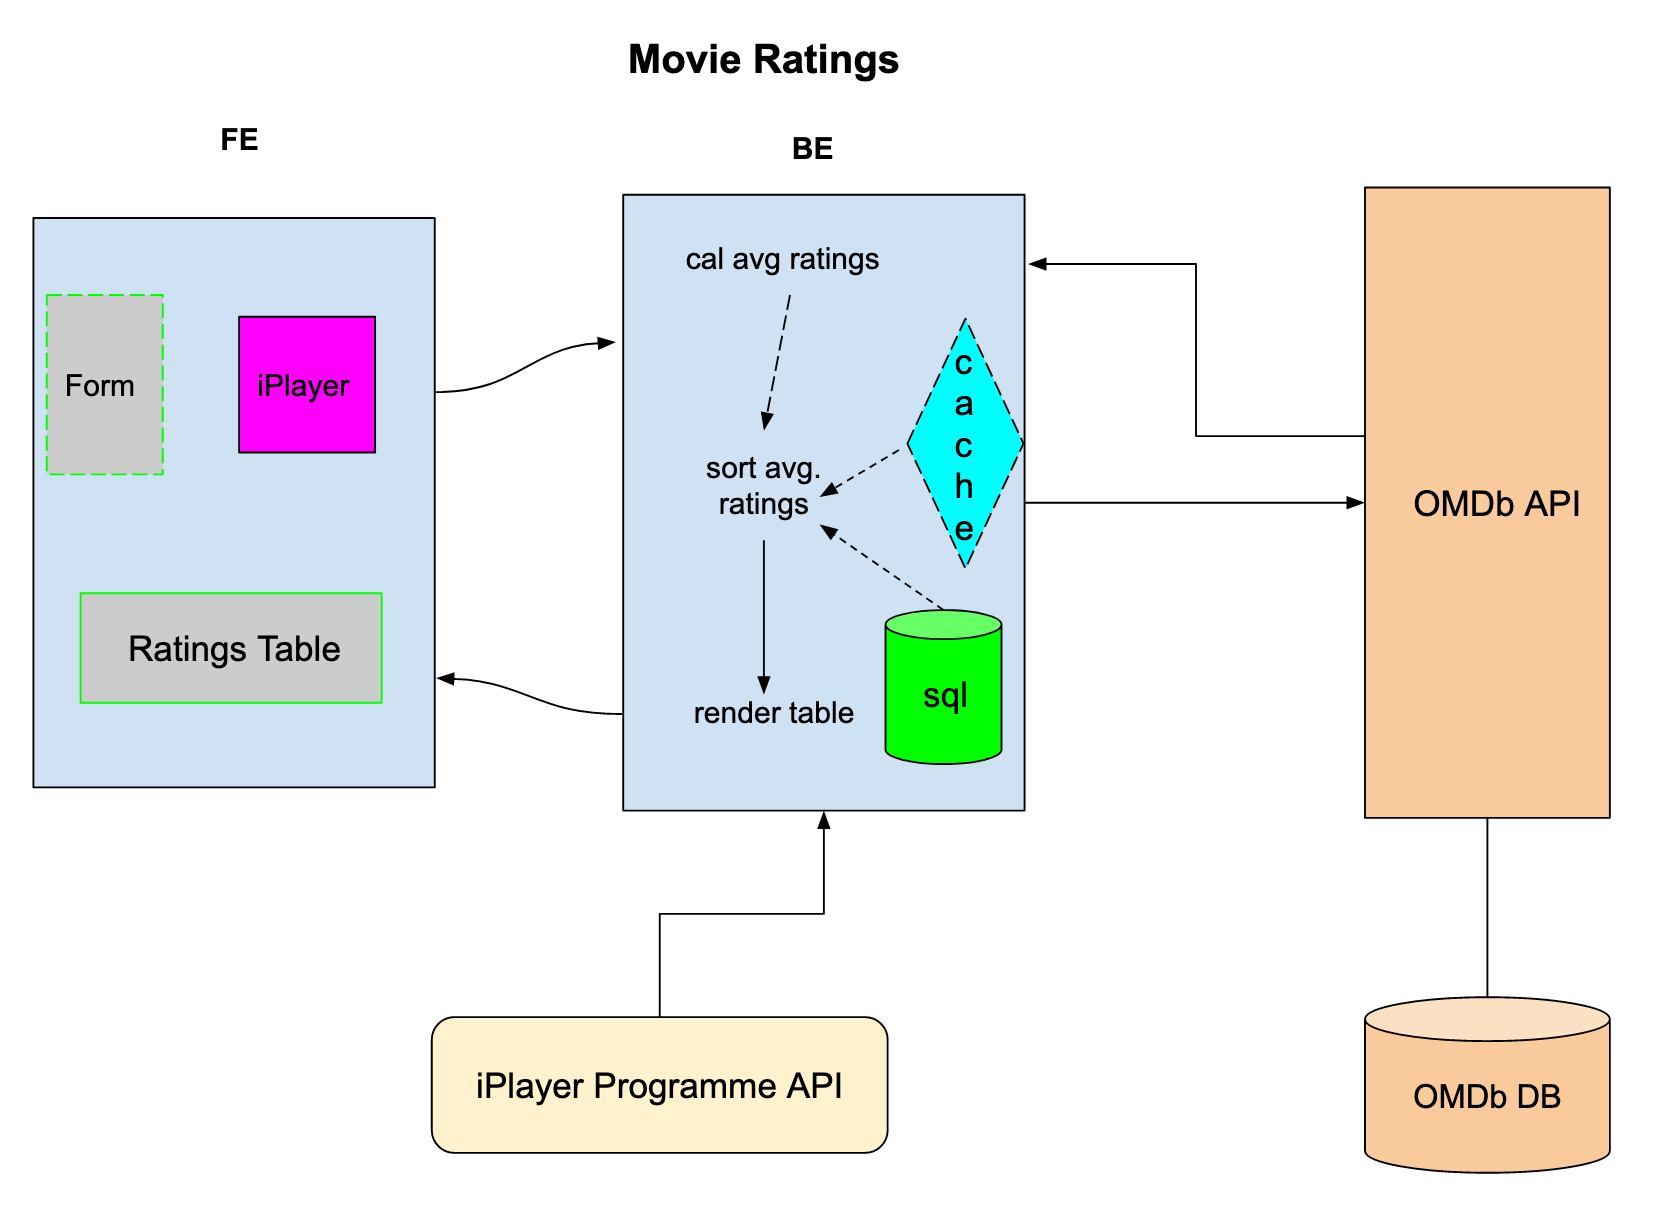 Movie Ratings
FE
BE
Form
iPlayer
Ratings Table
cal avg ratings
sort avg.
ratings
render table
c
a
c
h
e
sql
OMDb API
iPlayer Programme API
OMDb DB